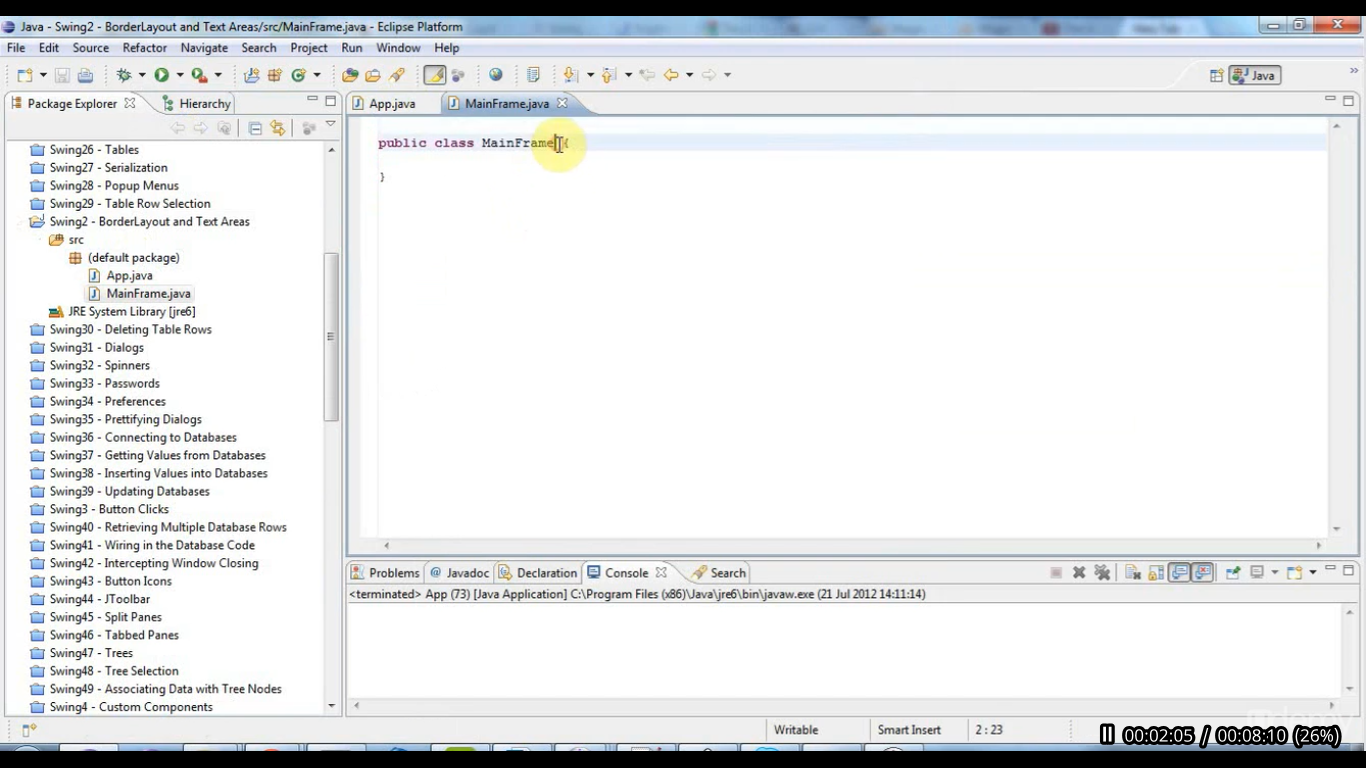 Java - Swing2 - BorderLayout and Text Areas/src/MainFrame.java - Eclipse Platform
File Edit Source Refactor Navigate Search Project Run Window Help
Java
Package Explorer Hierarchy
App.java MainFrame.java
Swing26 - Tables
Swing27 - Serialization
Swing28 - Popup Menus
Swing29 - Table Row Selection
Swing2 - BorderLayout and Text Areas
src
(default package)
App.java
MainFrame.java
JRE System Library [jre6]
Swing30 - Deleting Table Rows
Swing31 - Dialogs
Swing32 - Spinners
Swing33 - Passwords
Swing34 - Preferences
Swing35 - Prettifying Dialogs
Swing36 - Connecting to Databases
Swing37 - Getting Values from Databases
Swing38 - Inserting Values into Databases
Swing39 - Updating Databases
Swing3 - Button Clicks
Swing40 - Retrieving Multiple Database Rows
Swing41 - Wiring in the Database Code
Swing42 - Intercepting Window Closing
Swing43 - Button Icons
Swing44 - JToolbar
Swing45 - Split Panes
Swing46 - Tabbed Panes
Swing47 - Trees
Swing48 - Tree Selection
Swing49 - Associating Data with Tree Nodes
Swing4 - Custom Components
public class MainFrame {
}
Problems @ Javadoc Declaration Console Search
<terminated> App (73) [Java Application] C:\Program Files (x86)\Java\jre6\bin\javaw.exe (21 Jul 2012 14:11:14)
Writable Smart Insert 2 : 23
00:02:05 / 00:08:10 (26%)